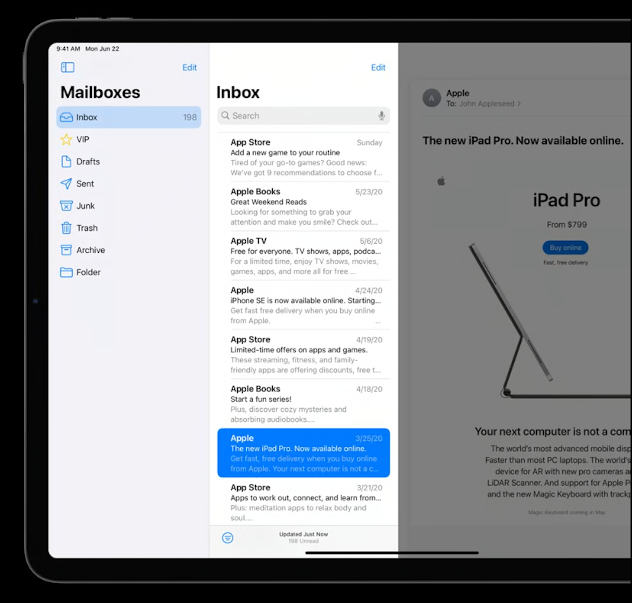 9:41 AM Mon Jun 22
Edit
Mailboxes
Inbox 198
VIP
Drafts
Sent
Junk
Trash
Archive
Folder
Edit
Inbox
Search
App Store Sunday
Add a new game to your routine
Tired of your go-to games? Good news:
We've got 9 recommendations to choose f...
Apple Books 5/23/20
Great Weekend Reads
Looking for something to grab your
attention and make you smile? Check out...
Apple TV 5/6/20
Free for everyone. TV shows, apps, podca...
For a limited time, enjoy TV shows, movies,
games, apps, and more all for free ...
Apple 4/24/20
iPhone SE is now available online. Starting...
Get fast free delivery when you buy online
from Apple. ...
App Store 4/19/20
Limited-time offers on apps and games.
These streaming, fitness, and family-
friendly apps are offering discounts, free t...
Apple Books 4/18/20
Start a fun series!
Plus, discover cozy mysteries and
absorbing audiobooks....
Apple 3/25/20
The new iPad Pro. Now available online.
Get fast, free delivery when you buy online
from Apple. Your next computer is not a c...
App Store 3/21/20
Apps to work out, connect, and learn from...
Plus: meditation apps to relax body and
soul....
Updated Just Now
198 Unread
A
Apple
To: John Appleseed >
The new iPad Pro. Now available online.
iPad Pro
From $799
Buy online
Fast, free delivery
Your next computer is not a com
The world's most advanced mobile disp
Faster than most PC laptops. The world's
device for AR with new pro cameras a
LiDAR Scanner. And support for Apple P
and the new Magic Keyboard with trackp
Magic Keyboard coming in May.